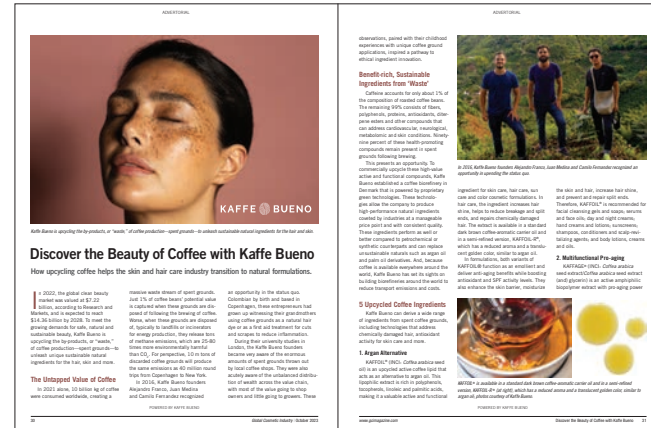 ADVERTORIAL
KAFFE BUENO
Kaffe Bueno is upcycling the by-products, or "waste," of coffee production—spent grounds—to unleash sustainable natural ingredients for the hair and skin.
Discover the Beauty of Coffee with Kaffe Bueno
How upcycling coffee helps the skin and hair care industry transition to natural formulations.
In 2022, the global clean beauty
market was valued at $7.22
billion, according to Research and
Markets, and is expected to reach
$14.36 billion by 2028. To meet the
growing demands for safe, natural and
sustainable beauty, Kaffe Bueno is
upcycling the by-products, or "waste,"
of coffee production—spent grounds—to
unleash unique sustainable natural
ingredients for the hair, skin and more.
The Untapped Value of Coffee
In 2021 alone, 10 billion kg of coffee
were consumed worldwide, creating a
massive waste stream of spent grounds.
Just 1% of coffee beans' potential value
is captured when these grounds are dis-
posed of following the brewing of coffee.
Worse, when these grounds are dispos-
ed of, typically to landfills or incinerators
for energy production, they release tons
of methane emissions, which are 25-80
times more environmentally harmful
than CO₂. For perspective, 10 m tons of
discarded coffee grounds will produce
the same emissions as 40 million round
trips from Copenhagen to New York.
In 2016, Kaffe Bueno founders
Alejandro Franco, Juan Medina
and Camilo Fernandez recognized
an opportunity in the status quo.
Colombian by birth and based in
Copenhagen, these entrepreneurs had
grown up witnessing their grandmothers
using coffee grounds as a natural hair
dye or as a first aid treatment for cuts
and scrapes to reduce inflammation.
During their university studies in
London, the Kaffe Bueno founders
became very aware of the enormous
amounts of spent grounds thrown out
by local coffee shops. They were also
acutely aware of the unbalanced distribu-
tion of wealth across the value chain,
with most of the value going to shop
owners and little going to growers. These
POWERED BY KAFFE BUENO
30
Global Cosmetic Industry · October 2023
ADVERTORIAL
observations, paired with their childhood
experiences with unique coffee ground
applications, inspired a pathway to
ethical ingredient innovation.
Benefit-rich, Sustainable
Ingredients from 'Waste'
Caffeine accounts for only about 1% of
the composition of roasted coffee beans.
The remaining 99% consists of fibers,
polyphenols, proteins, antioxidants, diter-
pene esters and other compounds that
can address cardiovascular, neurological,
metabolomic and skin conditions. Ninety-
nine percent of these health-promoting
compounds remain present in spent
grounds following brewing.
This presents an opportunity. To
commercially upcycle these high-value
active and functional compounds, Kaffe
Bueno established a coffee biorefinery in
Denmark that is powered by proprietary
green technologies. These technolo-
gies allow the company to produce
high-performance natural ingredients
coveted by industries at a manageable
price point and with consistent quality.
These ingredients perform as well or
better compared to petrochemical or
synthetic counterparts and can replace
unsustainable naturals such as argan oil
and palm oil derivatives. And, because
coffee is available everywhere around the
world, Kaffe Bueno has set its sights on
building biorefineries around the world to
reduce transport emissions and costs.
5 Upcycled Coffee Ingredients
Kaffe Bueno can derive a wide range
of ingredients from spent coffee grounds,
including technologies that address
chemically damaged hair, antioxidant
activity for skin care and more.
1. Argan Alternative
KAFFOIL® (INCI: Coffea arabica seed
oil) is an upcycled active coffee lipid that
acts as an alternative to argan oil. This
lipophilic extract is rich in polyphenols,
tocopherols, linoleic and palmitic acids,
making it a valuable active and functional
In 2016, Kaffe Bueno founders Alejandro Franco, Juan Medina and Camilo Fernandez recognized an
opportunity in upending the status quo.
ingredient for skin care, hair care, sun
care and color cosmetic formulations. In
hair care, the ingredient increases hair
shine, helps to reduce breakage and split
ends, and repairs chemically damaged
hair. The extract is available in a standard
dark brown coffee-aromatic carrier oil and
in a semi-refined version, KAFFOIL-R®,
which has a reduced aroma and a translu-
cent golden color, similar to argan oil.
In formulations, both variants of
KAFFOIL® function as an emollient and
deliver anti-aging benefits while boosting
antioxidant and SPF activity levels. They
also enhance the skin barrier, moisturize
the skin and hair, increase hair shine,
and prevent and repair split ends.
Therefore, KAFFOIL® is recommended for
facial cleansing gels and soaps; serums
and face oils, day and night creams;
hand creams and lotions, sunscreens;
shampoo, conditioners and scalp-revi-
talizing agents; and body lotions, creams
and oils.
2. Multifunctional Pro-aging
KAFFAGE® (INCI: Coffea arabica
seed extract/Coffea arabica seed extract
(and) glycerin) is an active amphiphilic
biopolymer extract with pro-aging power
KAFFOIL® is available in a standard dark brown coffee-aromatic carrier oil and in a semi-refined
version, KAFFOIL-R® (at right), which has a reduced aroma and a translucent golden color, similar to
argan oil; photos courtesy of Kaffe Bueno.
POWERED BY KAFFE BUENO
www.gcimagazine.com
Discover the Beauty of Coffee with Kaffe Bueno 31